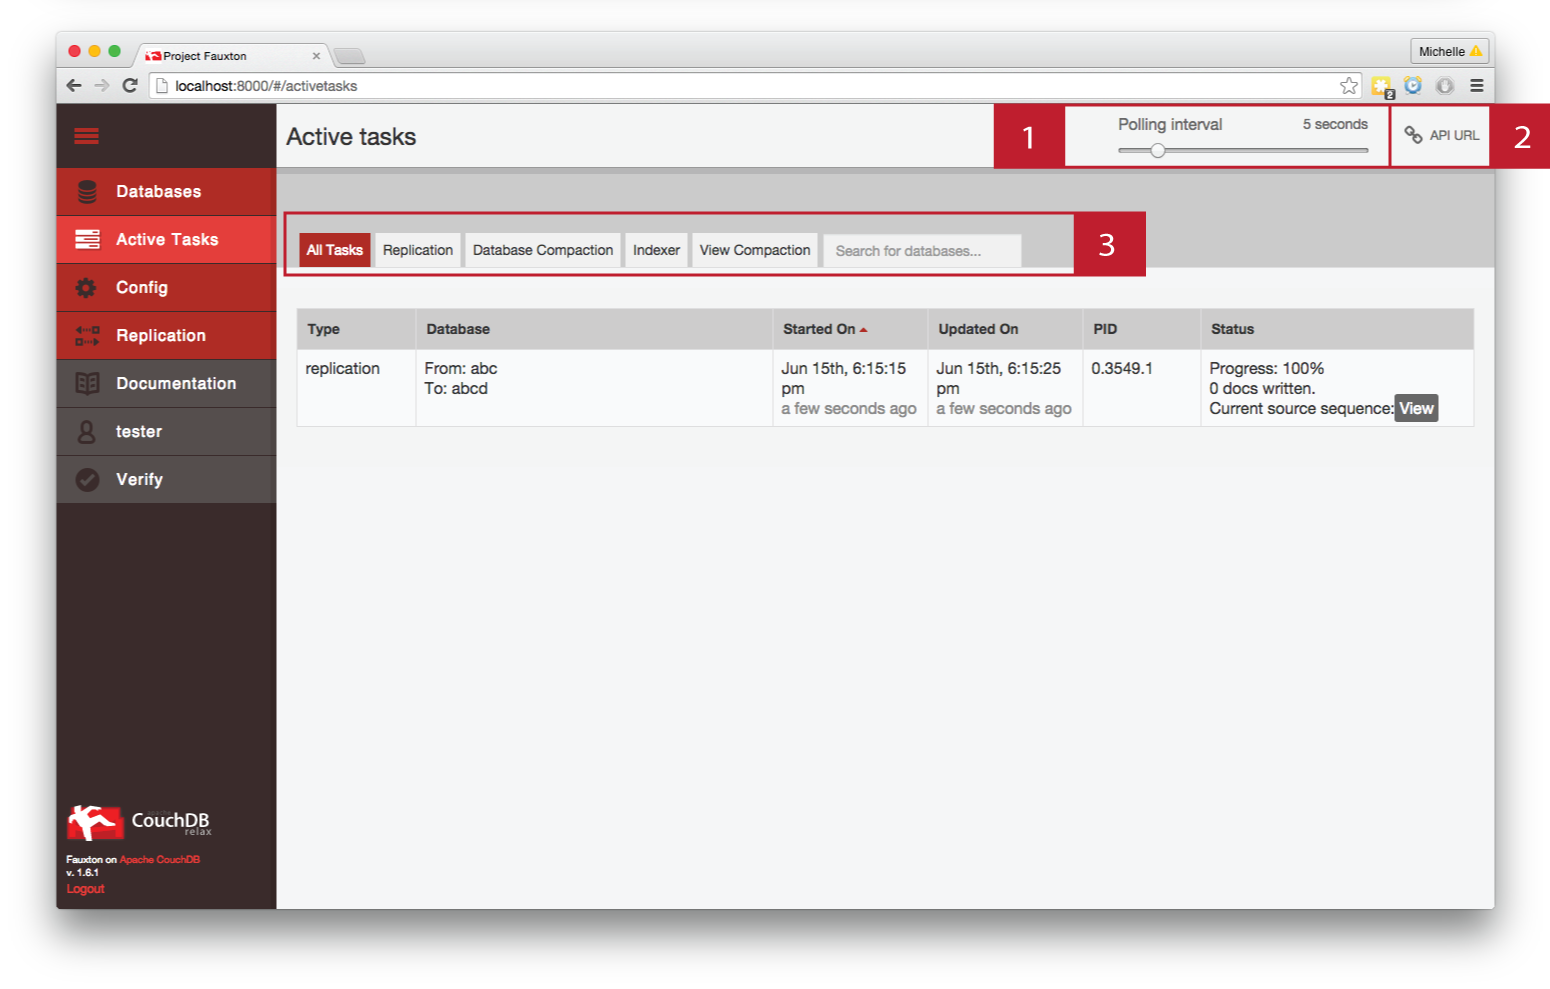 Project Fauxton
Michelle
localhost:8000/#/activetasks
2
Active tasks
1
Polling interval 5 seconds
API URL
2
Databases
Active Tasks
Config
Replication
Documentation
tester
Verify
All Tasks Replication Database Compaction Indexer View Compaction Search for databases...
3
Type Database Started On Updated On PID Status
replication From: abc Jun 15th, 6:15:15 Jun 15th, 6:15:25 0.3549.1 Progress: 100%
To: abcd pm pm 0 docs written.
a few seconds ago a few seconds ago Current source sequence: View
apache
CouchDB
relax
Fauxton on Apache CouchDB
v. 1.6.1
Logout